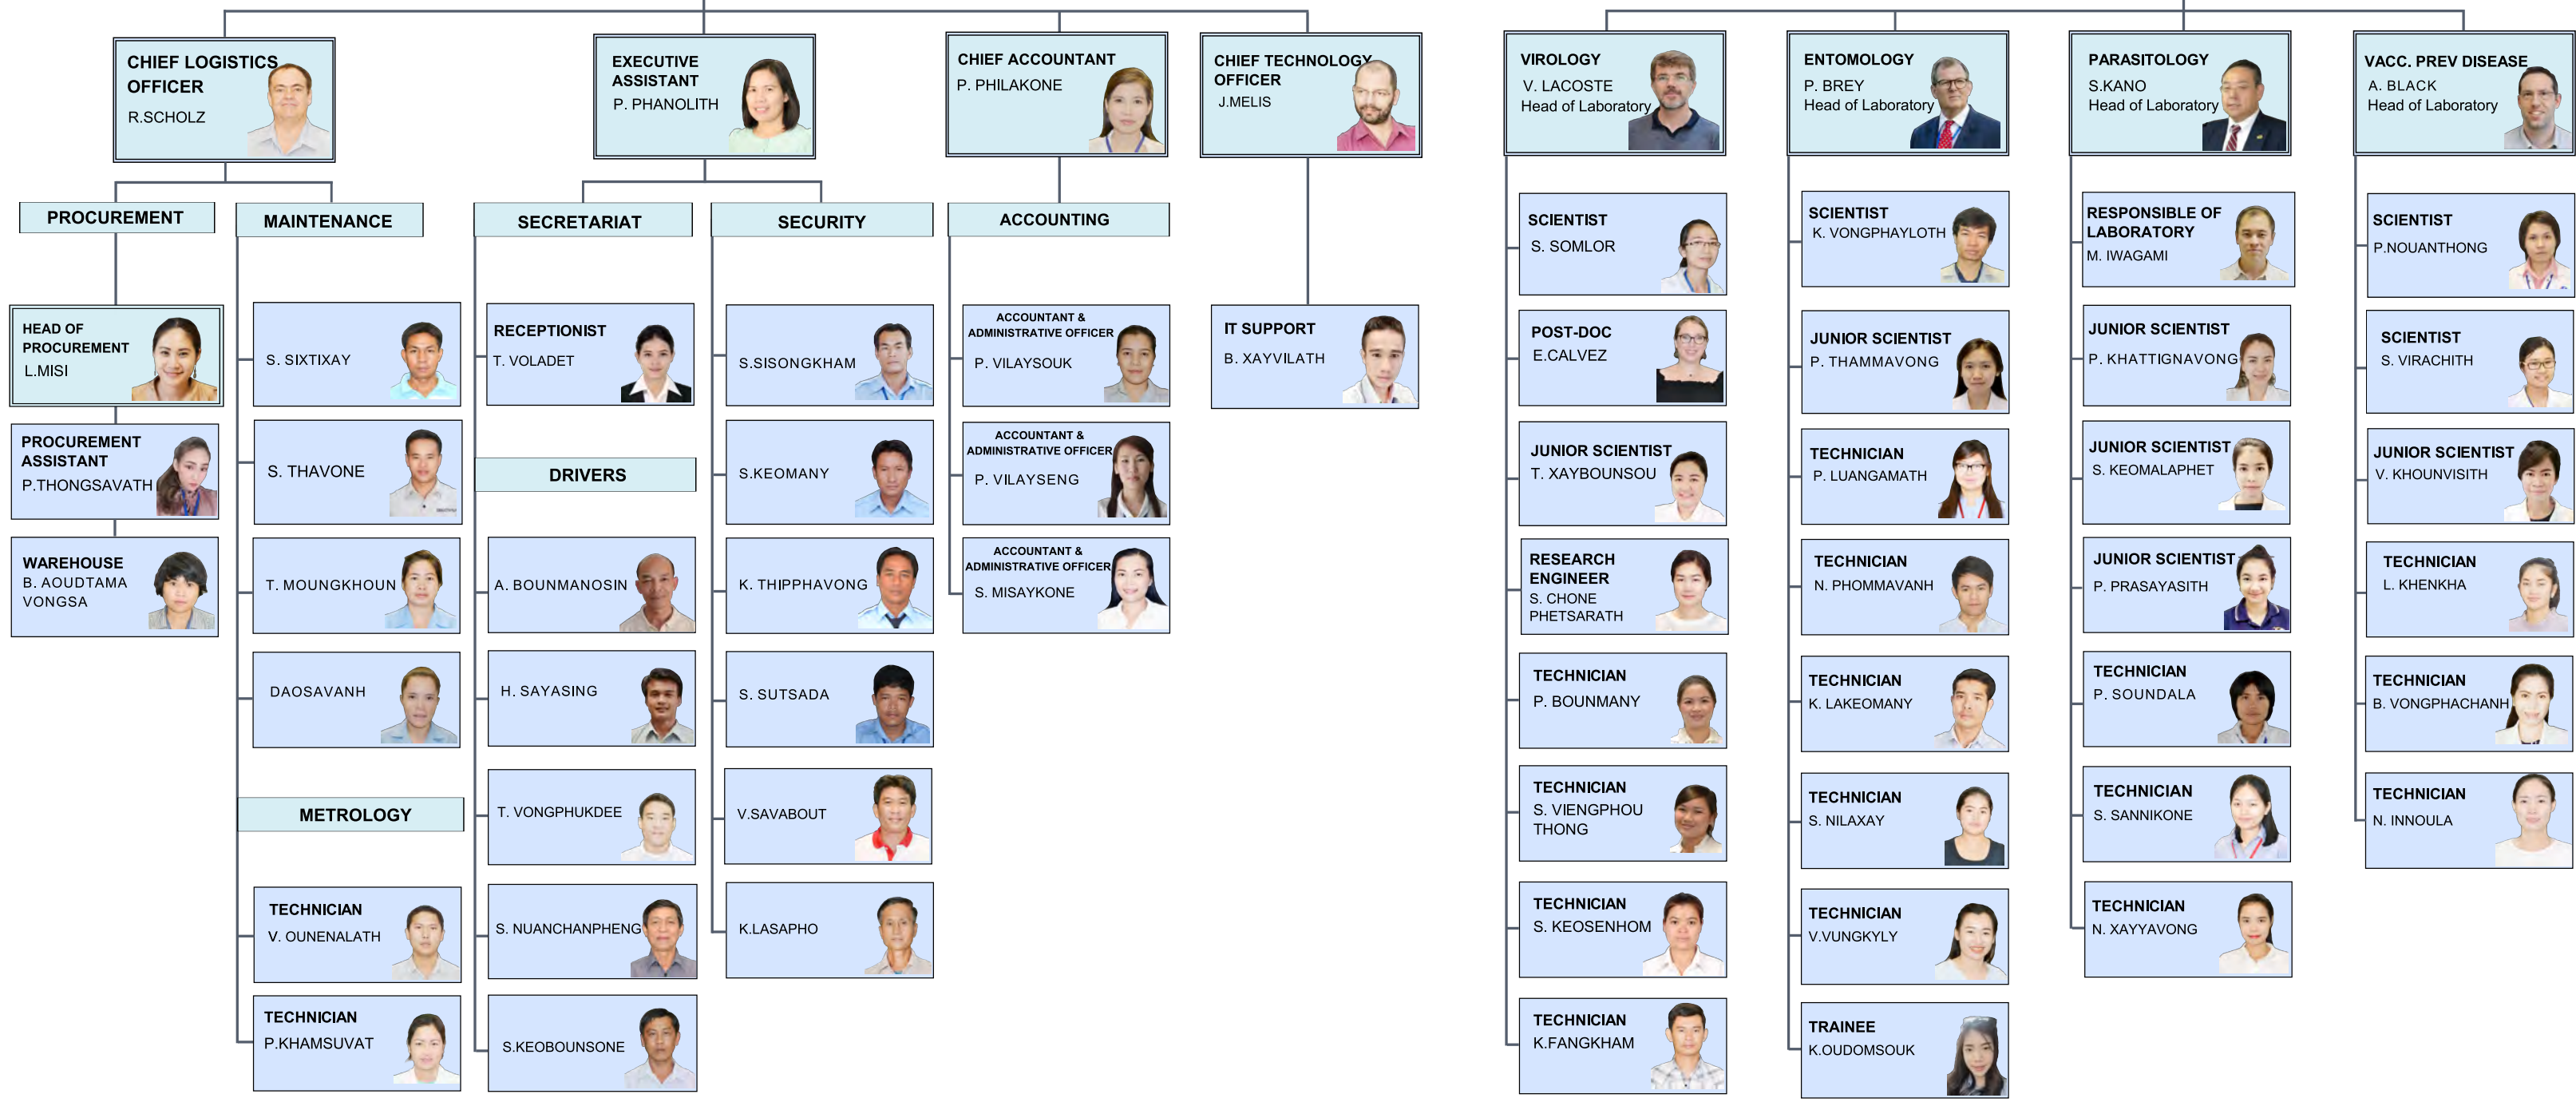 CHIEF LOGISTICS
OFFICER
R.SCHOLZ
EXECUTIVE
ASSISTANT
P. PHANOLITH
CHIEF ACCOUNTANT
P. PHILAKONE
CHIEF TECHNOLOGY
OFFICER
J.MELIS
VIROLOGY
V. LACOSTE
Head of Laboratory
ENTOMOLOGY
P. BREY
Head of Laboratory
PARASITOLOGY
S.KANO
Head of Laboratory
VACC. PREV DISEASE
A. BLACK
Head of Laboratory
PROCUREMENT
HEAD OF
PROCUREMENT
L.MISI
PROCUREMENT
ASSISTANT
P.THONGSAVATH
WAREHOUSE
B. AOUDTAMA
VONGSA
MAINTENANCE
S. SIXTIXAY
S. THAVONE
T. MOUNGKHOUN
DAOSAVANH
METROLOGY
TECHNICIAN
V. OUNENALATH
TECHNICIAN
P.KHAMSUVAT
SECRETARIAT
RECEPTIONIST
T. VOLADET
DRIVERS
A. BOUNMANOSIN
H. SAYASING
T. VONGPHUKDEE
S. NUANCHANPHENG
S.KEOBOUNSONE
SECURITY
S.SISONGKHAM
S.KEOMANY
K. THIPPHAVONG
S. SUTSADA
V.SAVABOUT
K.LASAPHO
ACCOUNTING
ACCOUNTANT &
ADMINISTRATIVE OFFICER
P. VILAYSOUK
ACCOUNTANT &
ADMINISTRATIVE OFFICER
P. VILAYSENG
ACCOUNTANT &
ADMINISTRATIVE OFFICER
S. MISAYKONE
IT SUPPORT
B. XAYVILATH
SCIENTIST
S. SOMLOR
POST-DOC
E.CALVEZ
JUNIOR SCIENTIST
T. XAYBOUNSOU
RESEARCH
ENGINEER
S. CHONE
PHETSARATH
TECHNICIAN
P. BOUNMANY
TECHNICIAN
S. VIENGPHOU
THONG
TECHNICIAN
S. KEOSENHOM
TECHNICIAN
K.FANGKHAM
SCIENTIST
K. VONGPHAYLOTH
JUNIOR SCIENTIST
P. THAMMAVONG
TECHNICIAN
P. LUANGAMATH
TECHNICIAN
N. PHOMMAVANH
TECHNICIAN
K. LAKEOMANY
TECHNICIAN
S. NILAXAY
TECHNICIAN
V.VUNGKYLY
TRAINEE
K.OUDOMSOUK
RESPONSIBLE OF
LABORATORY
M. IWAGAMI
JUNIOR SCIENTIST
P. KHATTIGNAVONG
JUNIOR SCIENTIST
S. KEOMALAPHET
JUNIOR SCIENTIST
P. PRASAYASITH
TECHNICIAN
P. SOUNDALA
TECHNICIAN
S. SANNIKONE
TECHNICIAN
N. XAYYAVONG
SCIENTIST
P.NOUANTHONG
SCIENTIST
S. VIRACHITH
JUNIOR SCIENTIST
V. KHOUNVISITH
TECHNICIAN
L. KHENKHA
TECHNICIAN
B. VONGPHACHANH
TECHNICIAN
N. INNOULA